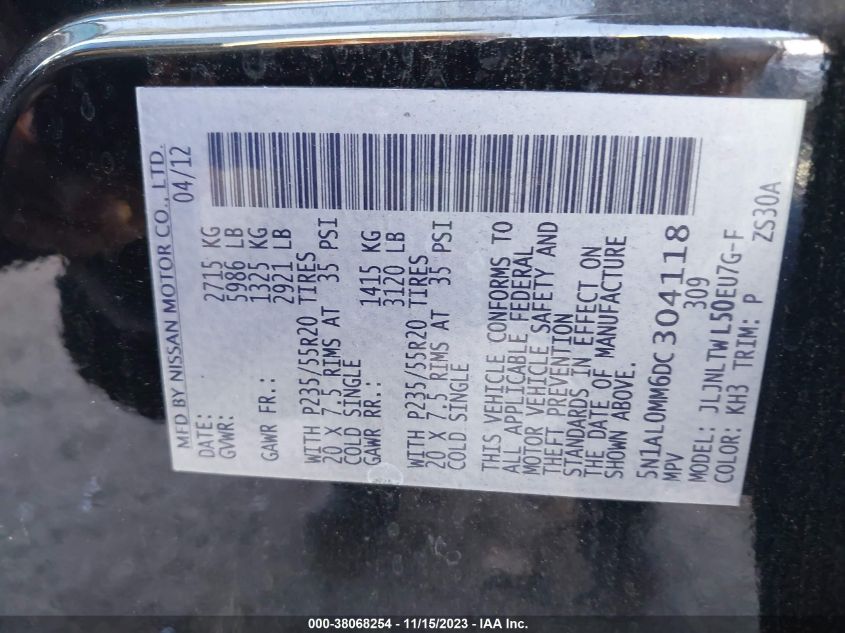 MFD BY NISSAN MOTOR CO., LTD.
DATE: 04/12
GVWR: 2715 KG
5986 LB
GAWR FR.: 1325 KG
2921 LB
WITH P235/55R20 TIRES
20 X 7.5 RIMS AT 35 PSI
COLD SINGLE
GAWR RR.: 1415 KG
3120 LB
WITH P235/55R20 TIRES
20 X 7.5 RIMS AT 35 PSI
COLD SINGLE
THIS VEHICLE CONFORMS TO
ALL APPLICABLE FEDERAL
MOTOR VEHICLE SAFETY AND
THEFT PREVENTION
STANDARDS IN EFFECT ON
THE DATE OF MANUFACTURE
SHOWN ABOVE.
5N1AL0MM6DC304118
MPV 309
MODEL: JLJNLTWL50EU7G-F
COLOR: KH3 TRIM: P ZS30A
000-38068254 - 11/15/2023 - IAA Inc.